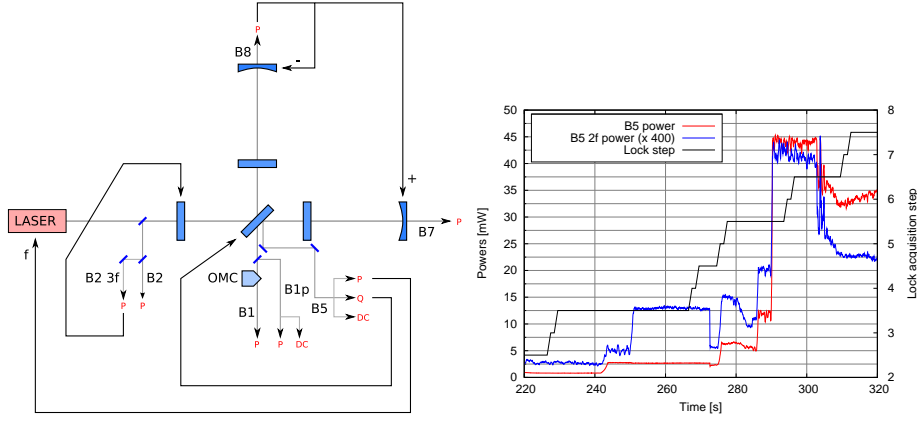 P
B8
-
+
LASER
f
B7
P
B2 3f
B2
P
P
OMC
B1
B1p
B5
P
Q
DC
P
P
DC
B5 power
B5 2f power (x 400)
Lock step
Powers [mW]
50
45
40
35
30
25
20
15
10
5
0
8
7
6
5
4
3
2
Lock acquisition step
220 240 260 280 300 320
Time [s]